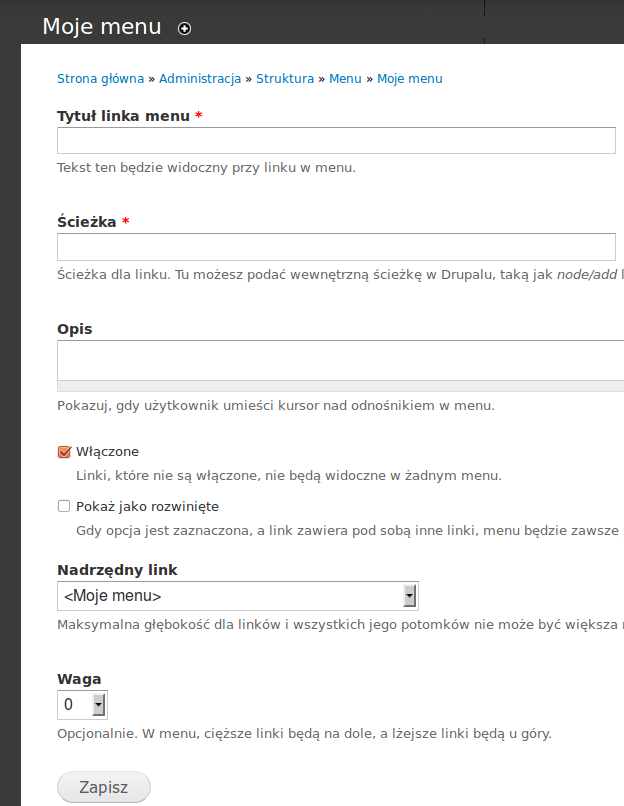 Moje menu
Strona główna » Administracja » Struktura » Menu » Moje menu
Tytuł linka menu *
Tekst ten będzie widoczny przy linku w menu.
Ścieżka *
Ścieżka dla linku. Tu możesz podać wewnętrzną ścieżkę w Drupalu, taką jak node/add l
Opis
Pokazuj, gdy użytkownik umieści kursor nad odnośnikiem w menu.
Włączone
Linki, które nie są włączone, nie będą widoczne w żadnym menu.
Pokaż jako rozwinięte
Gdy opcja jest zaznaczona, a link zawiera pod sobą inne linki, menu będzie zawsze
Nadrzędny link
<Moje menu>
Maksymalna głębokość dla linków i wszystkich jego potomków nie może być większa
Waga
0
Opcjonalnie. W menu, cięższe linki będą na dole, a lżejsze linki będą u góry.
Zapisz